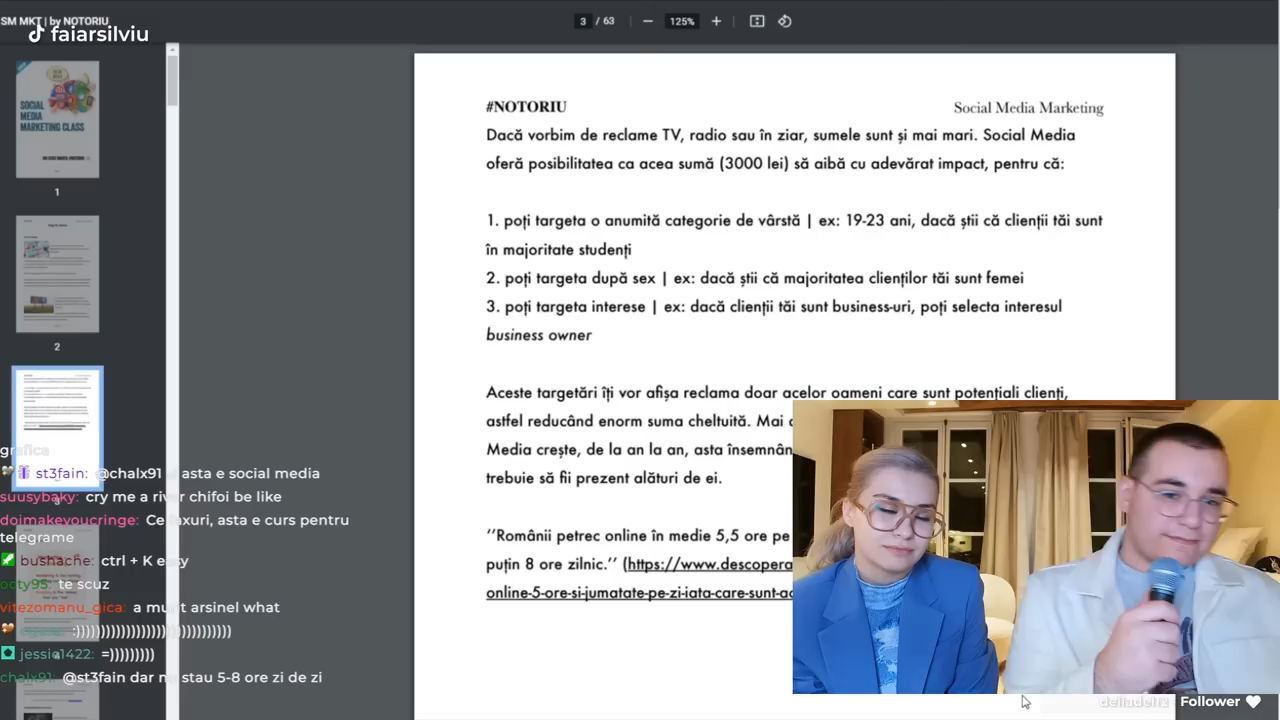 SM MKT | by NOTORIU
faiarsilviu
3 / 63
125%
SOCIAL
MEDIA
MARKETING CLASS
1
2
#NOTORIU
Social Media Marketing
Dacă vorbim de reclame TV, radio sau în ziar, sumele sunt și mai mari. Social Media
oferă posibilitatea ca acea sumă (3000 lei) să aibă cu adevărat impact, pentru că:
1. poți targeta o anumită categorie de vârstă | ex: 19-23 ani, dacă știi că clienții tăi sunt
în majoritate studenți
2. poți targeta după sex | ex: dacă știi că majoritatea clienților tăi sunt femei
3. poți targeta interese | ex: dacă clienții tăi sunt business-uri, poți selecta interesul
business owner
Aceste targetări îți vor afișa reclama doar acelor oameni care sunt potențiali clienți,
astfel reducând enorm suma cheltuită. Mai
Media crește, de la an la an, asta însemnân
trebuie să fii prezent alături de ei.
‘’Românii petrec online în medie 5,5 ore pe
puțin 8 ore zilnic.’’ (https://www.descopera
online-5-ore-si-jumatate-pe-zi-iata-care-sunt-ac
grafica
st3fain: @chalx91 asta e social media
suusybaky: cry me a river chifoi be like
doimakeyoucringe: Ce faxuri, asta e curs pentru
telegrame
bushache: ctrl + K easy
ooty95: te scuz
vitezomanu_gica: a murit arsinel what
:))))))))))))))))))))))))))))
jessie1422: =)))))))))
chalx91: @st3fain dar nu stau 5-8 ore zi de zi
Follower